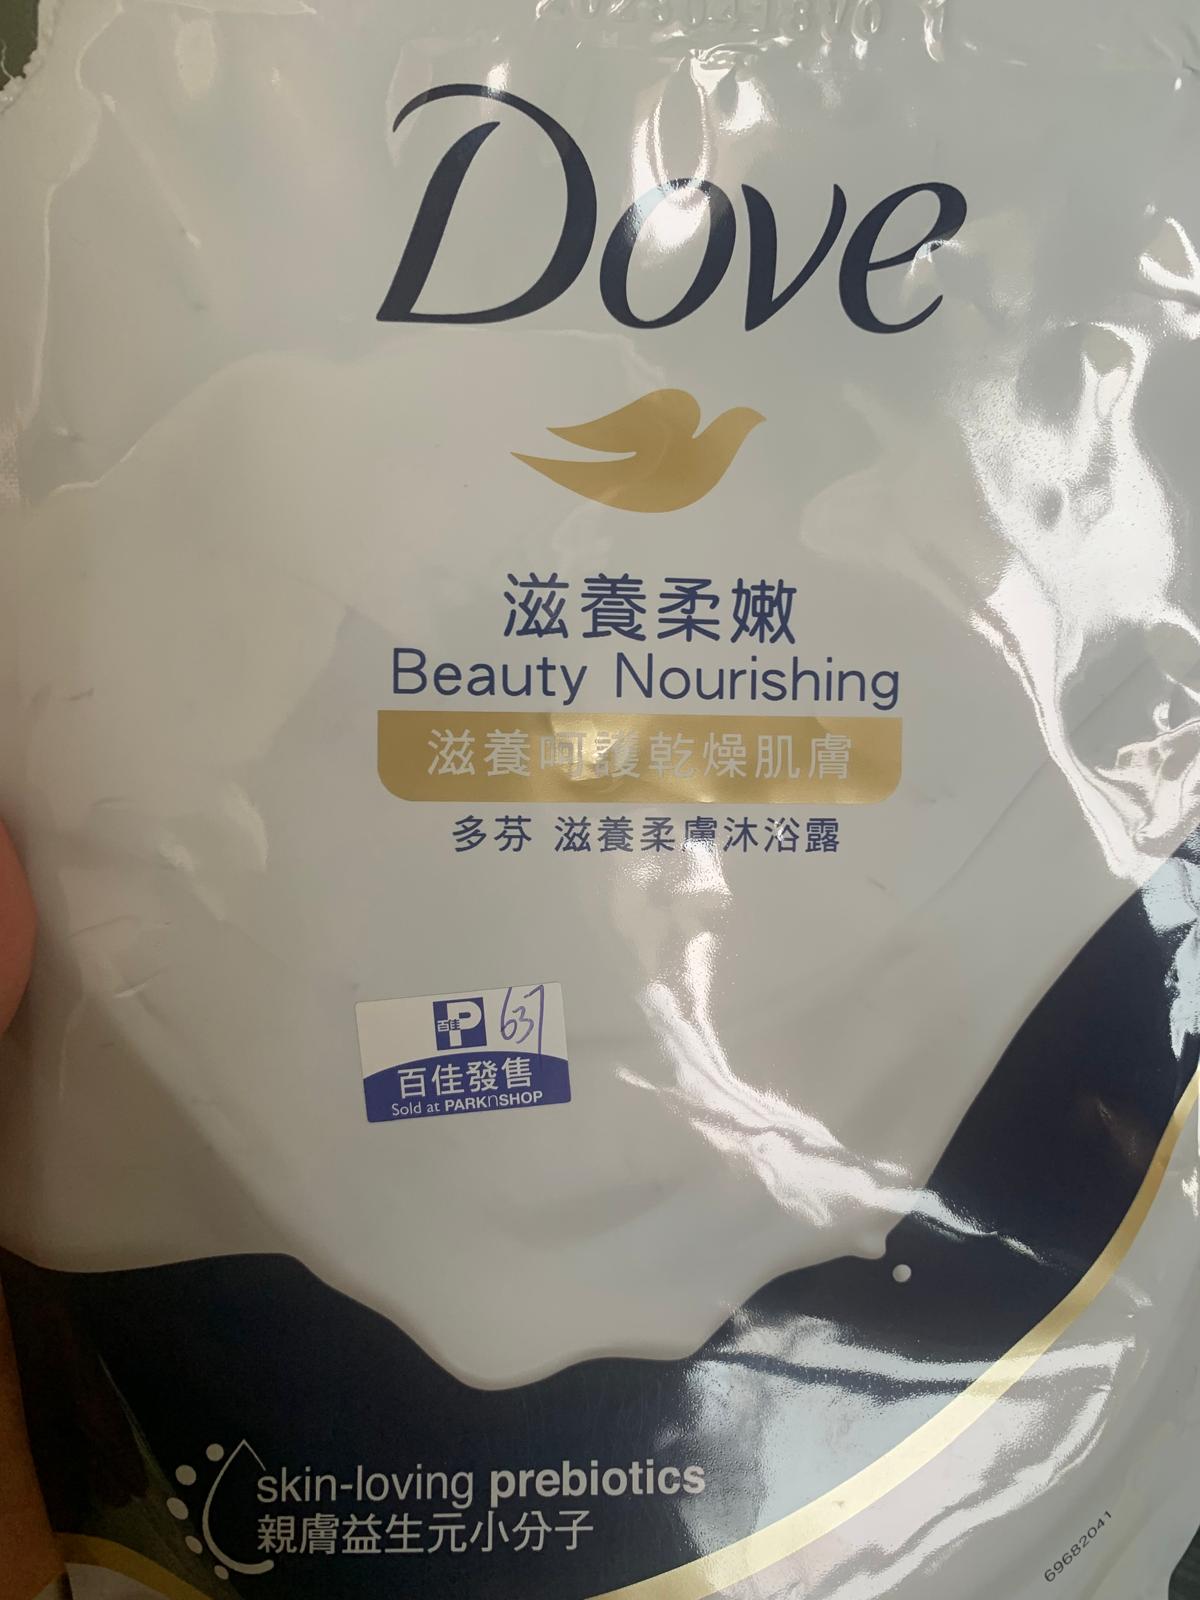 Dove
滋養柔嫩
Beauty Nourishing
滋養呵護乾燥肌膚
多芬 滋養柔膚沐浴露
百佳
P
637
百佳發售
Sold at PARKnSHOP
skin-loving prebiotics
親膚益生元小分子
69682041